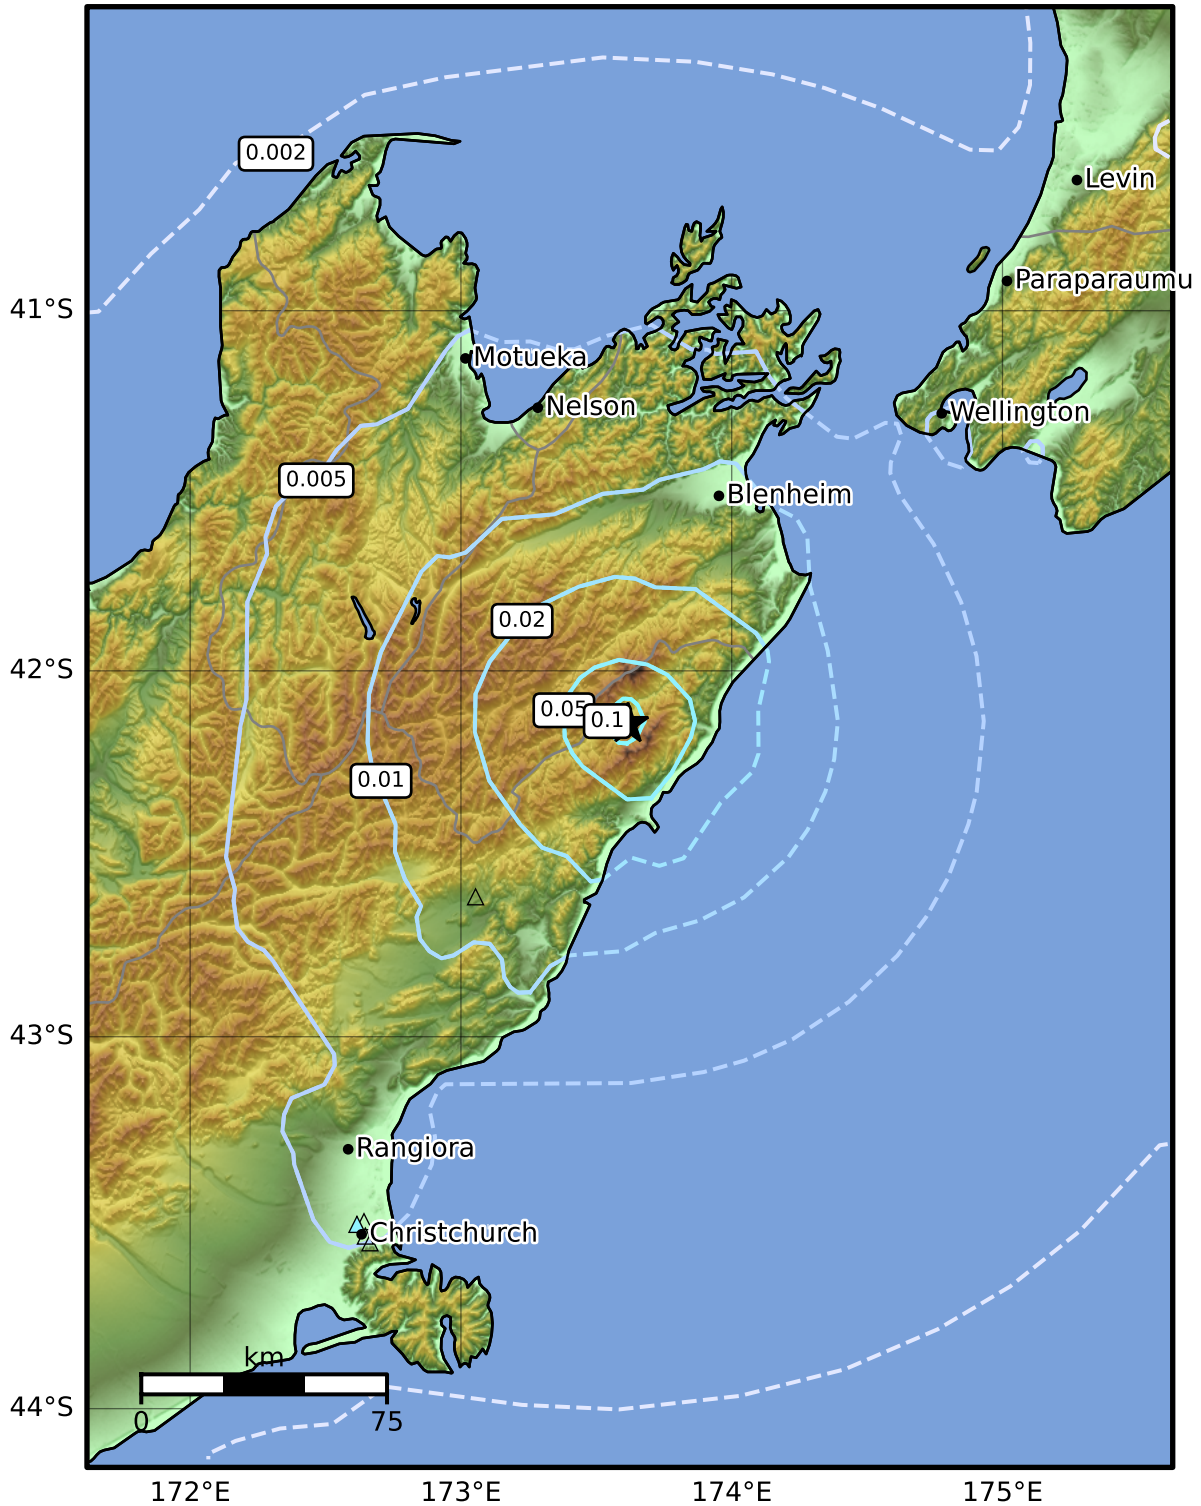 0.002
Levin
Paraparaumu
41°S
Motueka
Nelson
Wellington
0.005
Blenheim
0.02
42°S
0.05
0.1
0.01
43°S
Rangiora
Christchurch
km
0
75
44°S
172°E
173°E
174°E
175°E